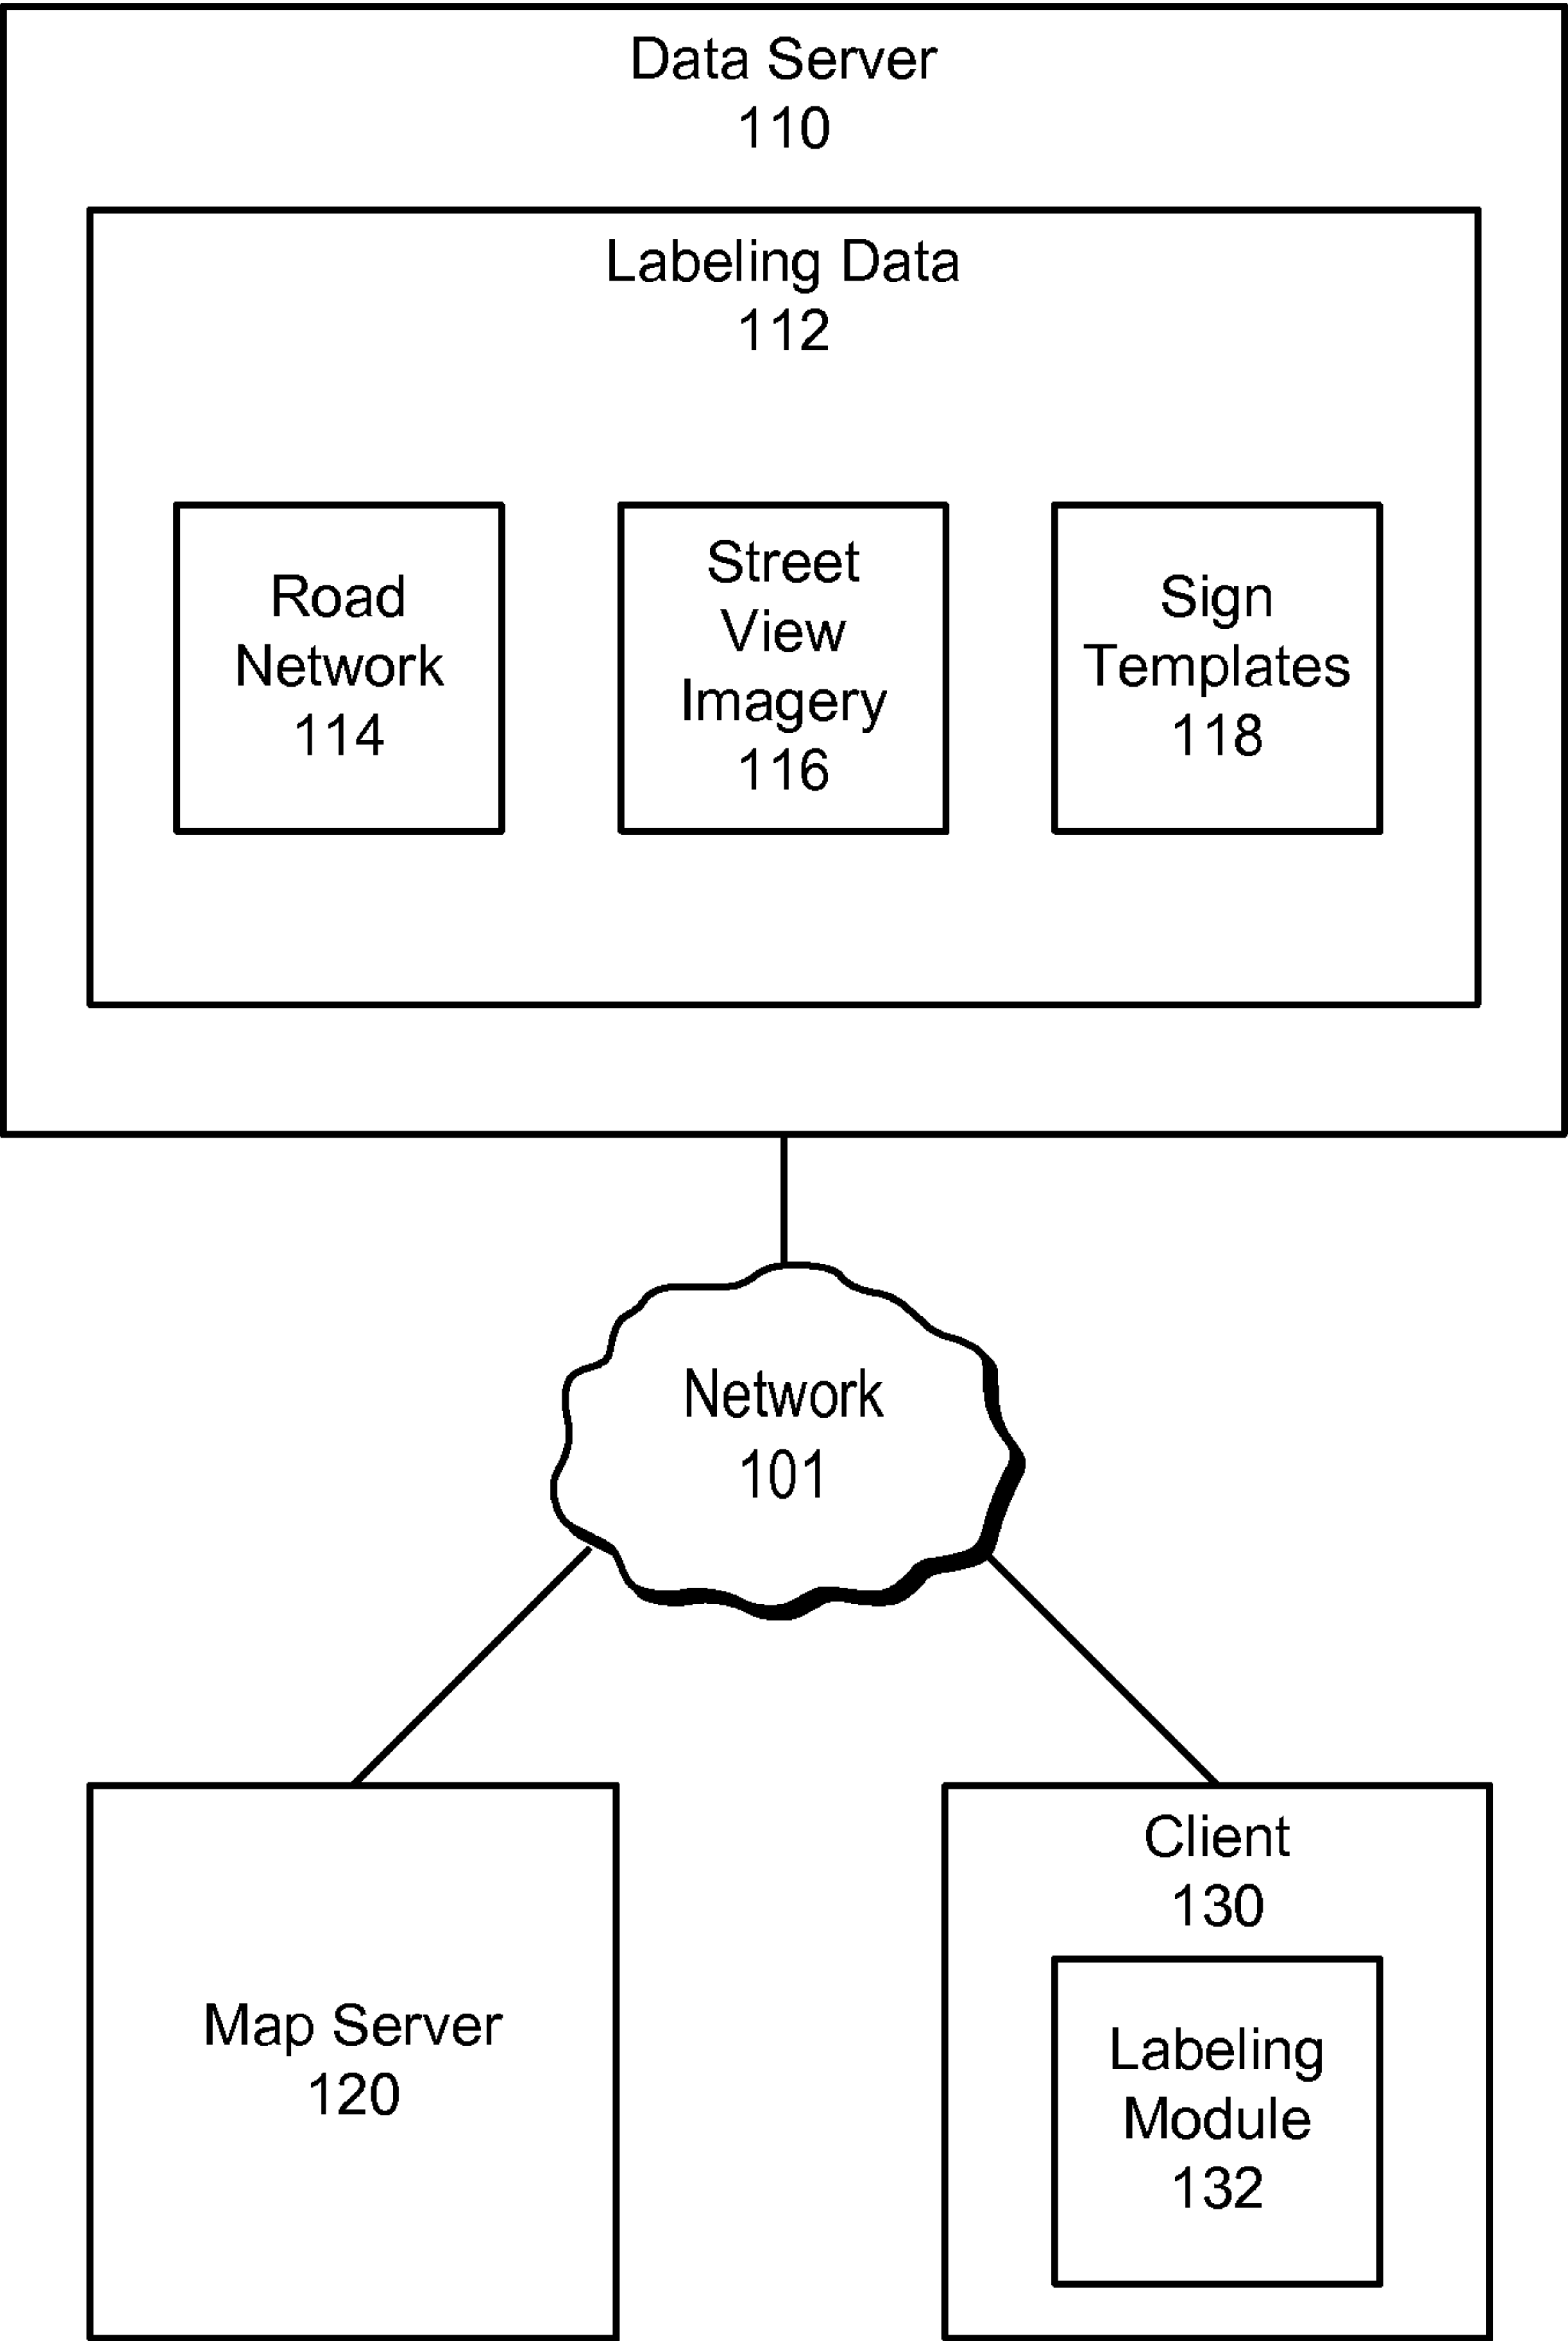 Data Server
110
Labeling Data
112
Road
Network
114
Street
View
Imagery
116
Sign
Templates
118
Network
101
Map Server
120
Client
130
Labeling
Module
132